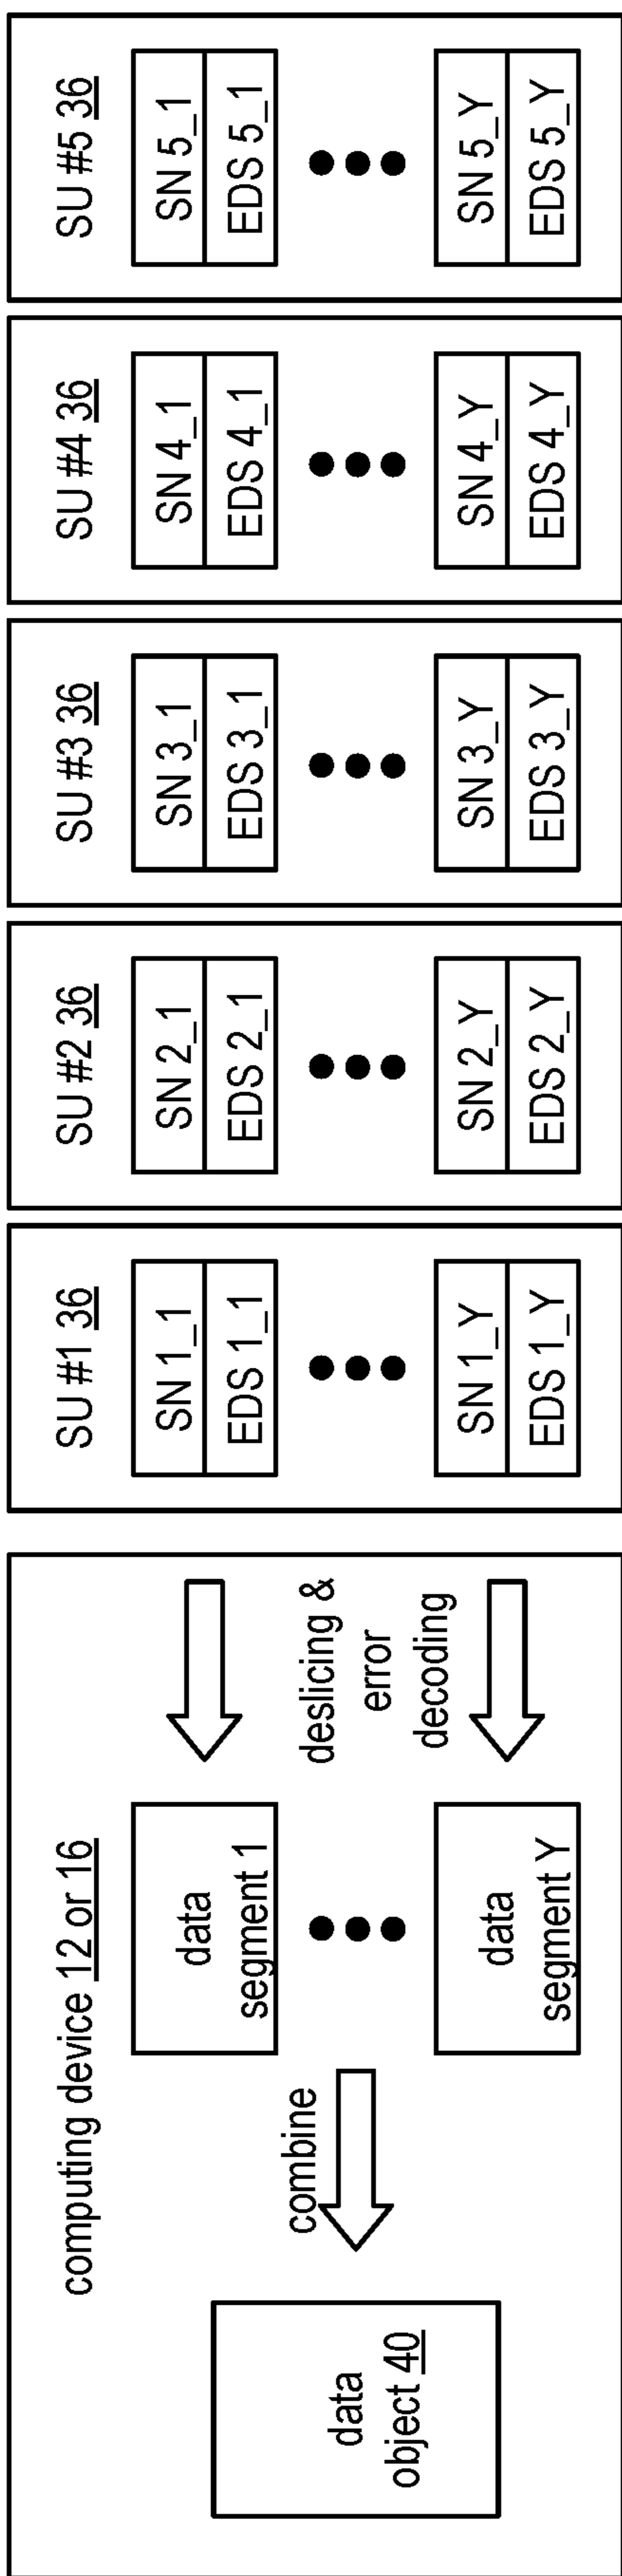 computing device 12 or 16
data
object 40
combine
data
segment 1
data
segment Y
deslicing &
error
decoding
SU #1 36
SN 1_1
EDS 1_1
SN 1_Y
EDS 1_Y
SU #2 36
SN 2_1
EDS 2_1
SN 2_Y
EDS 2_Y
SU #3 36
SN 3_1
EDS 3_1
SN 3_Y
EDS 3_Y
SU #4 36
SN 4_1
EDS 4_1
SN 4_Y
EDS 4_Y
SU #5 36
SN 5_1
EDS 5_1
SN 5_Y
EDS 5_Y